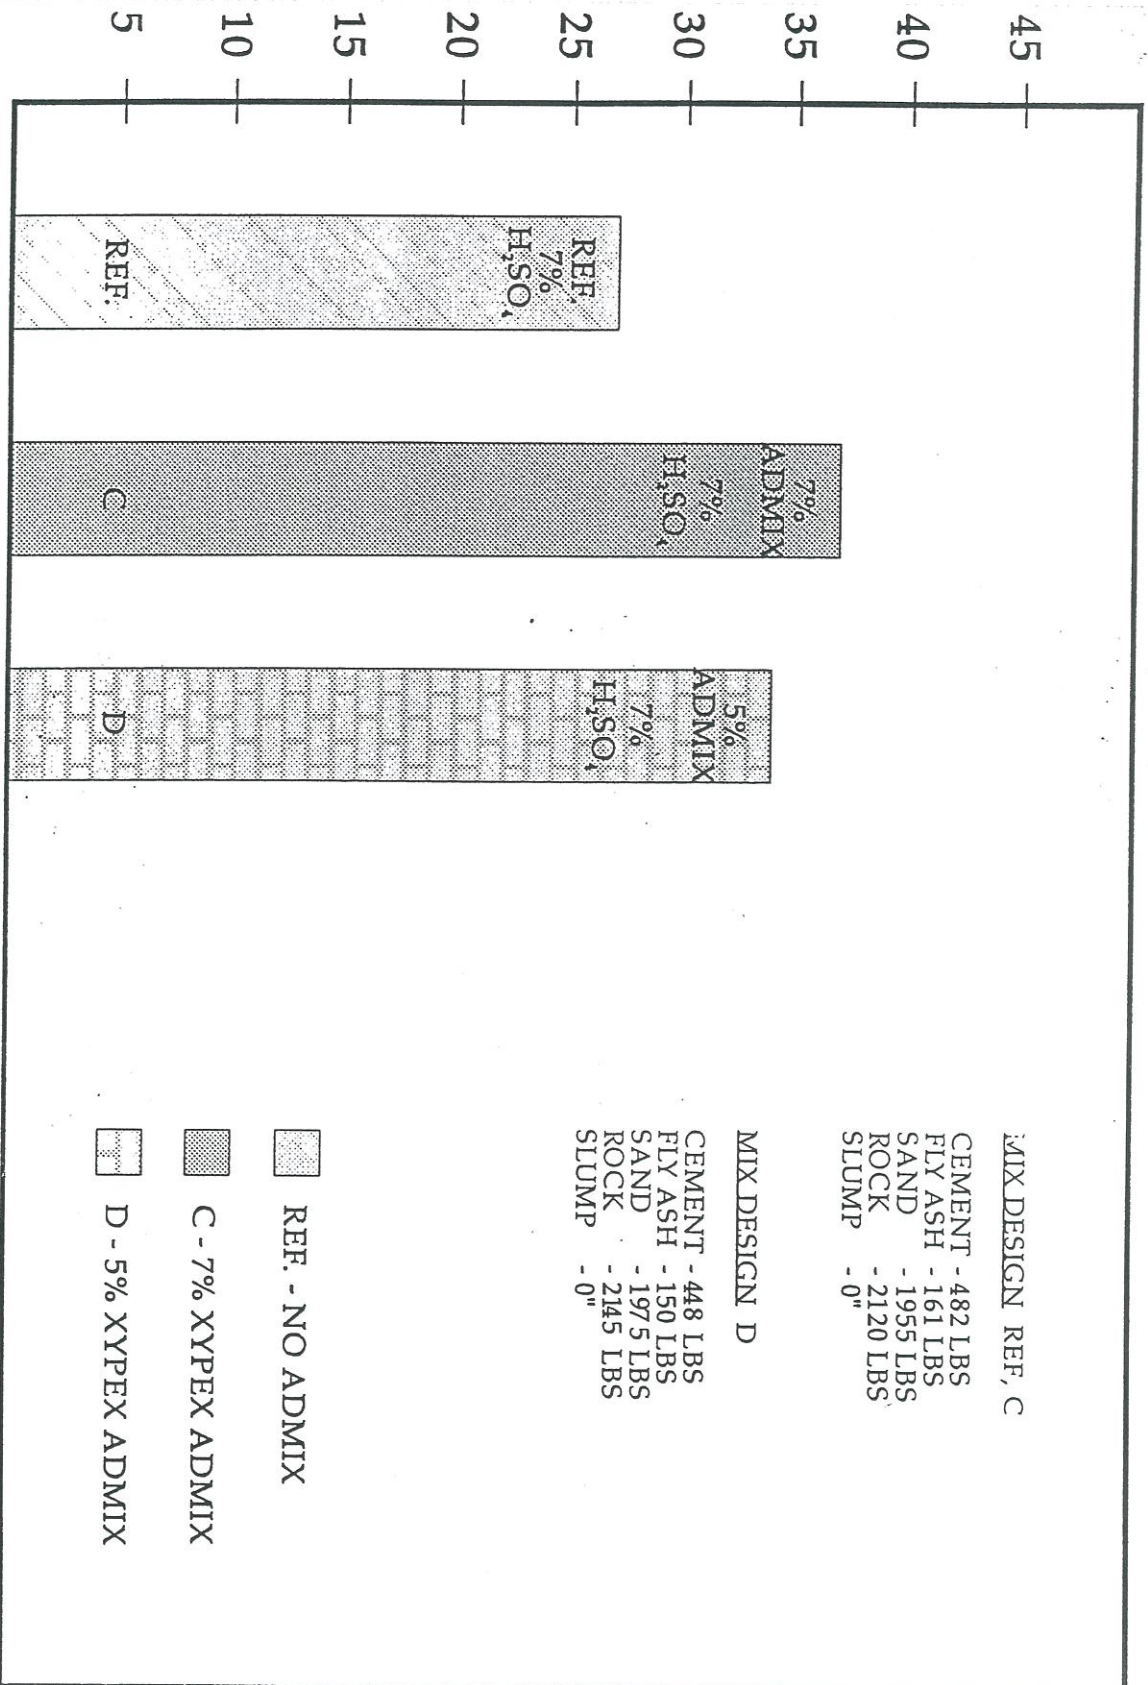 45
40
35
30
25
20
15
10
5
REF.
7%
H₂SO₄
REF.
7%
ADMIX
7%
H₂SO₄
C
5%
ADMIX
7%
H₂SO₄
D
MIX DESIGN REF, C
CEMENT - 482 LBS
FLY ASH - 161 LBS
SAND - 1955 LBS
ROCK - 2120 LBS
SLUMP - 0"
MIX DESIGN D
CEMENT - 448 LBS
FLY ASH - 150 LBS
SAND - 1975 LBS
ROCK - 2145 LBS
SLUMP - 0"
REF. - NO ADMIX
C - 7% XYPEX ADMIX
D - 5% XYPEX ADMIX